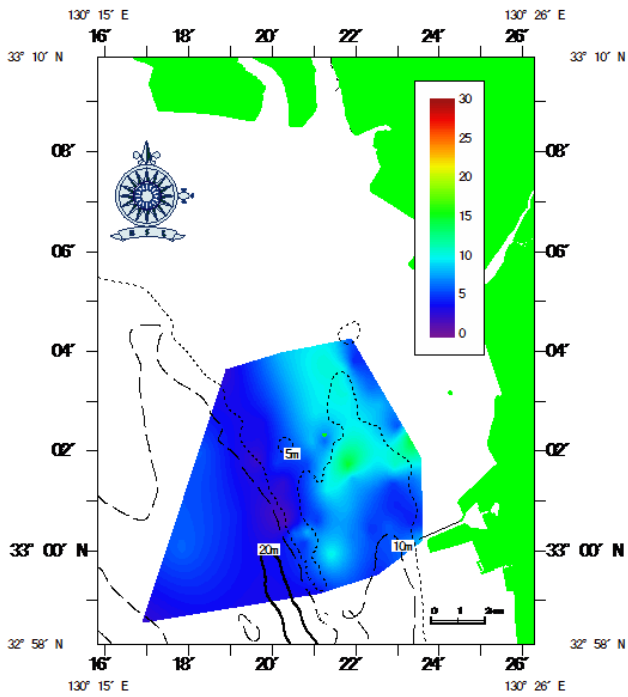 130° 15′ E 130° 26′ E
16′ 18′ 20′ 22′ 24′ 26′
33° 10′ N 33° 10′ N
30
25
20
15
10
5
0
08′ 08′
06′ 06′
04′ 04′
02′ 5m 02′
33° 00′ N 20m 10m 33° 00′ N
0 1 2km
32° 58′ N 32° 58′ N
16′ 18′ 20′ 22′ 24′ 26′
130° 15′ E 130° 26′ E